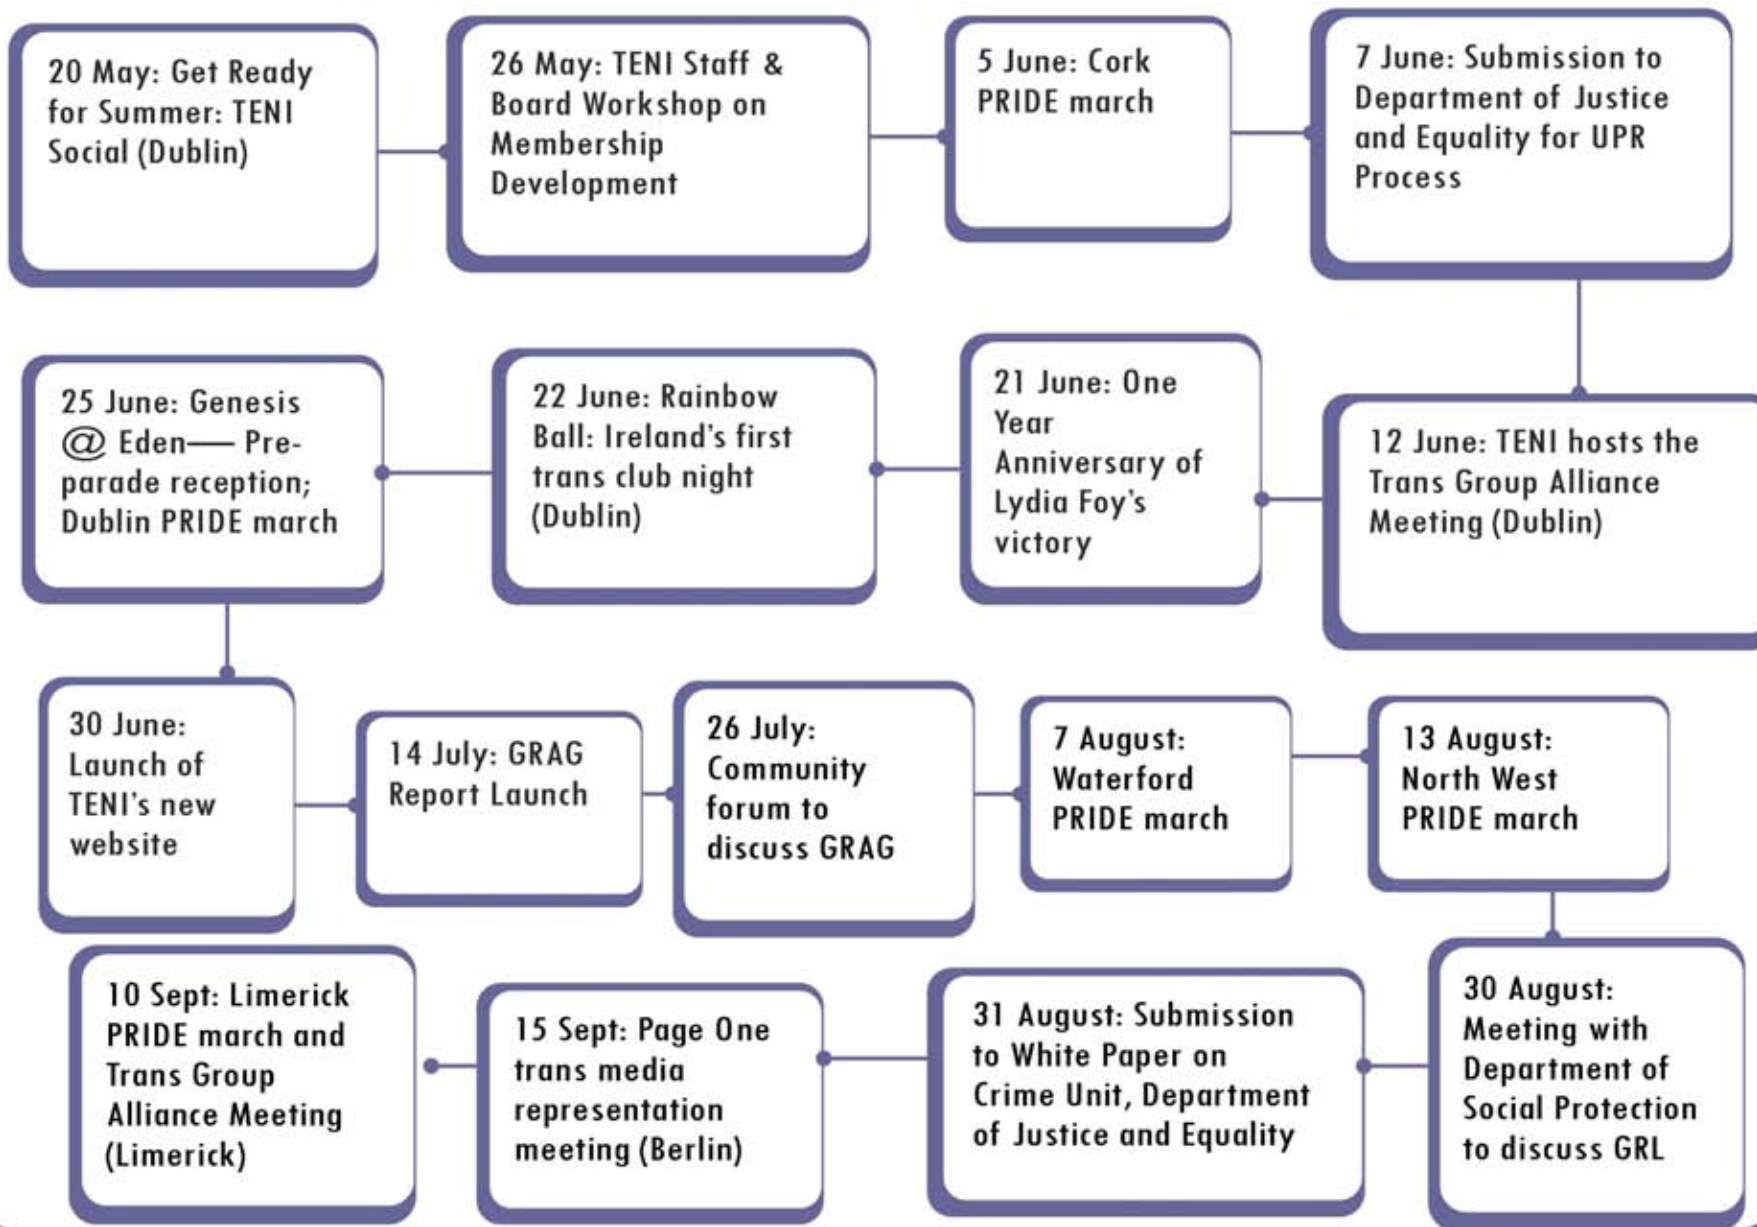 20 May: Get Ready
for Summer: TENI
Social (Dublin)
26 May: TENI Staff &
Board Workshop on
Membership
Development
5 June: Cork
PRIDE march
7 June: Submission to
Department of Justice
and Equality for UPR
Process
12 June: TENI hosts the
Trans Group Alliance
Meeting (Dublin)
21 June: One
Year
Anniversary of
Lydia Foy's
victory
22 June: Rainbow
Ball: Ireland's first
trans club night
(Dublin)
25 June: Genesis
@ Eden— Pre-
parade reception;
Dublin PRIDE march
30 June:
Launch of
TENI's new
website
14 July: GRAG
Report Launch
26 July:
Community
forum to
discuss GRAG
7 August:
Waterford
PRIDE march
13 August:
North West
PRIDE march
30 August:
Meeting with
Department of
Social Protection
to discuss GRL
31 August: Submission
to White Paper on
Crime Unit, Department
of Justice and Equality
15 Sept: Page One
trans media
representation
meeting (Berlin)
10 Sept: Limerick
PRIDE march and
Trans Group
Alliance Meeting
(Limerick)